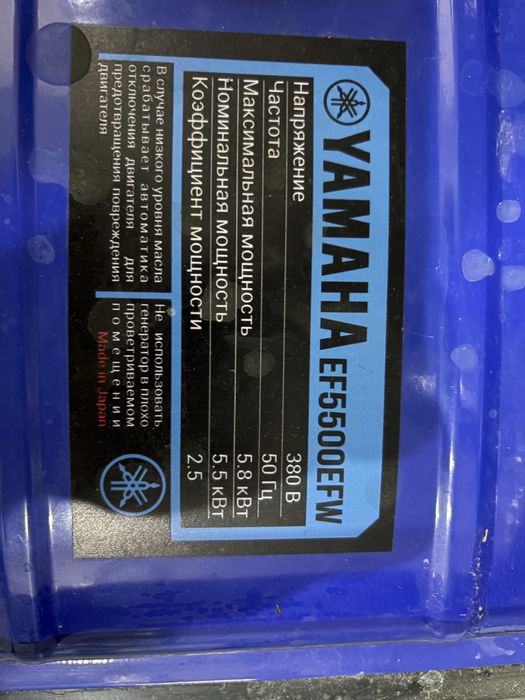 YAMAHA EF5500EFW
Напряжение 380 В
Частота 50 Гц
Максимальная мощность 5.8 кВт
Номинальная мощность 5.5 кВт
Коэффициент мощности 2.5
В случае низкого уровня масла
срабатывает автоматика
отключения двигателя для
предотвращения повреждения
двигателя
Не использовать
генератор в плохо
проветриваемом
помещении
Made in Japan